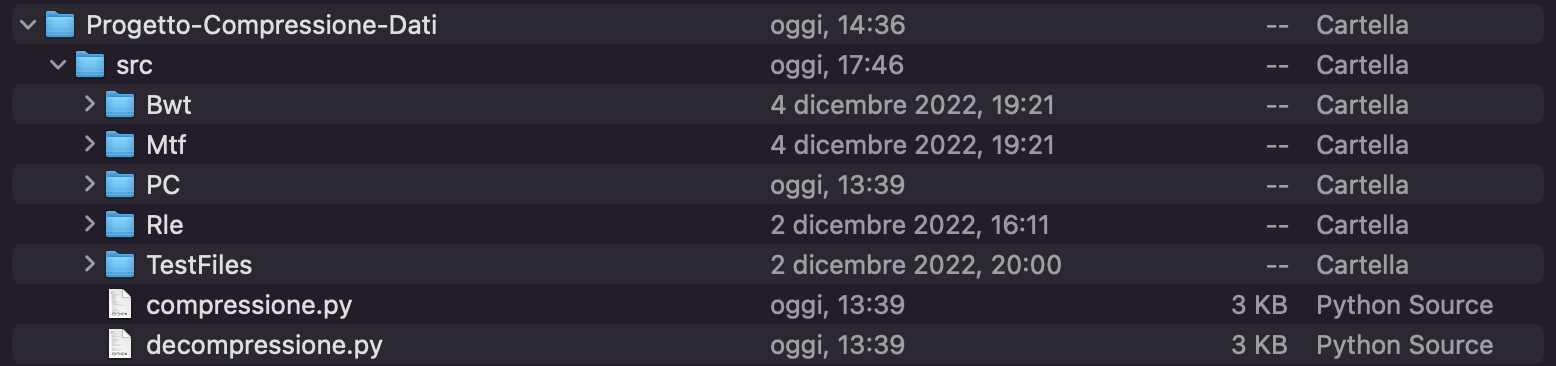 Progetto-Compressione-Dati oggi, 14:36 -- Cartella
src oggi, 17:46 -- Cartella
Bwt 4 dicembre 2022, 19:21 -- Cartella
Mtf 4 dicembre 2022, 19:21 -- Cartella
PC oggi, 13:39 -- Cartella
Rle 2 dicembre 2022, 16:11 -- Cartella
TestFiles 2 dicembre 2022, 20:00 -- Cartella
compressione.py oggi, 13:39 3 KB Python Source
decompressione.py oggi, 13:39 3 KB Python Source